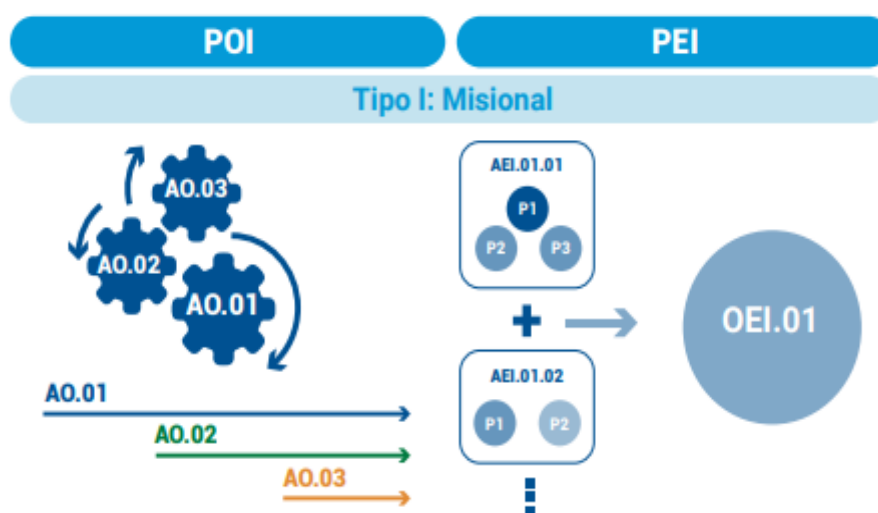 POI
PEI
Tipo I: Misional
AO.03
AO.02
AO.01
AO.01
AO.02
AO.03
AEI.01.01
P1
P2
P3
+
AEI.01.02
P1
P2
OEI.01